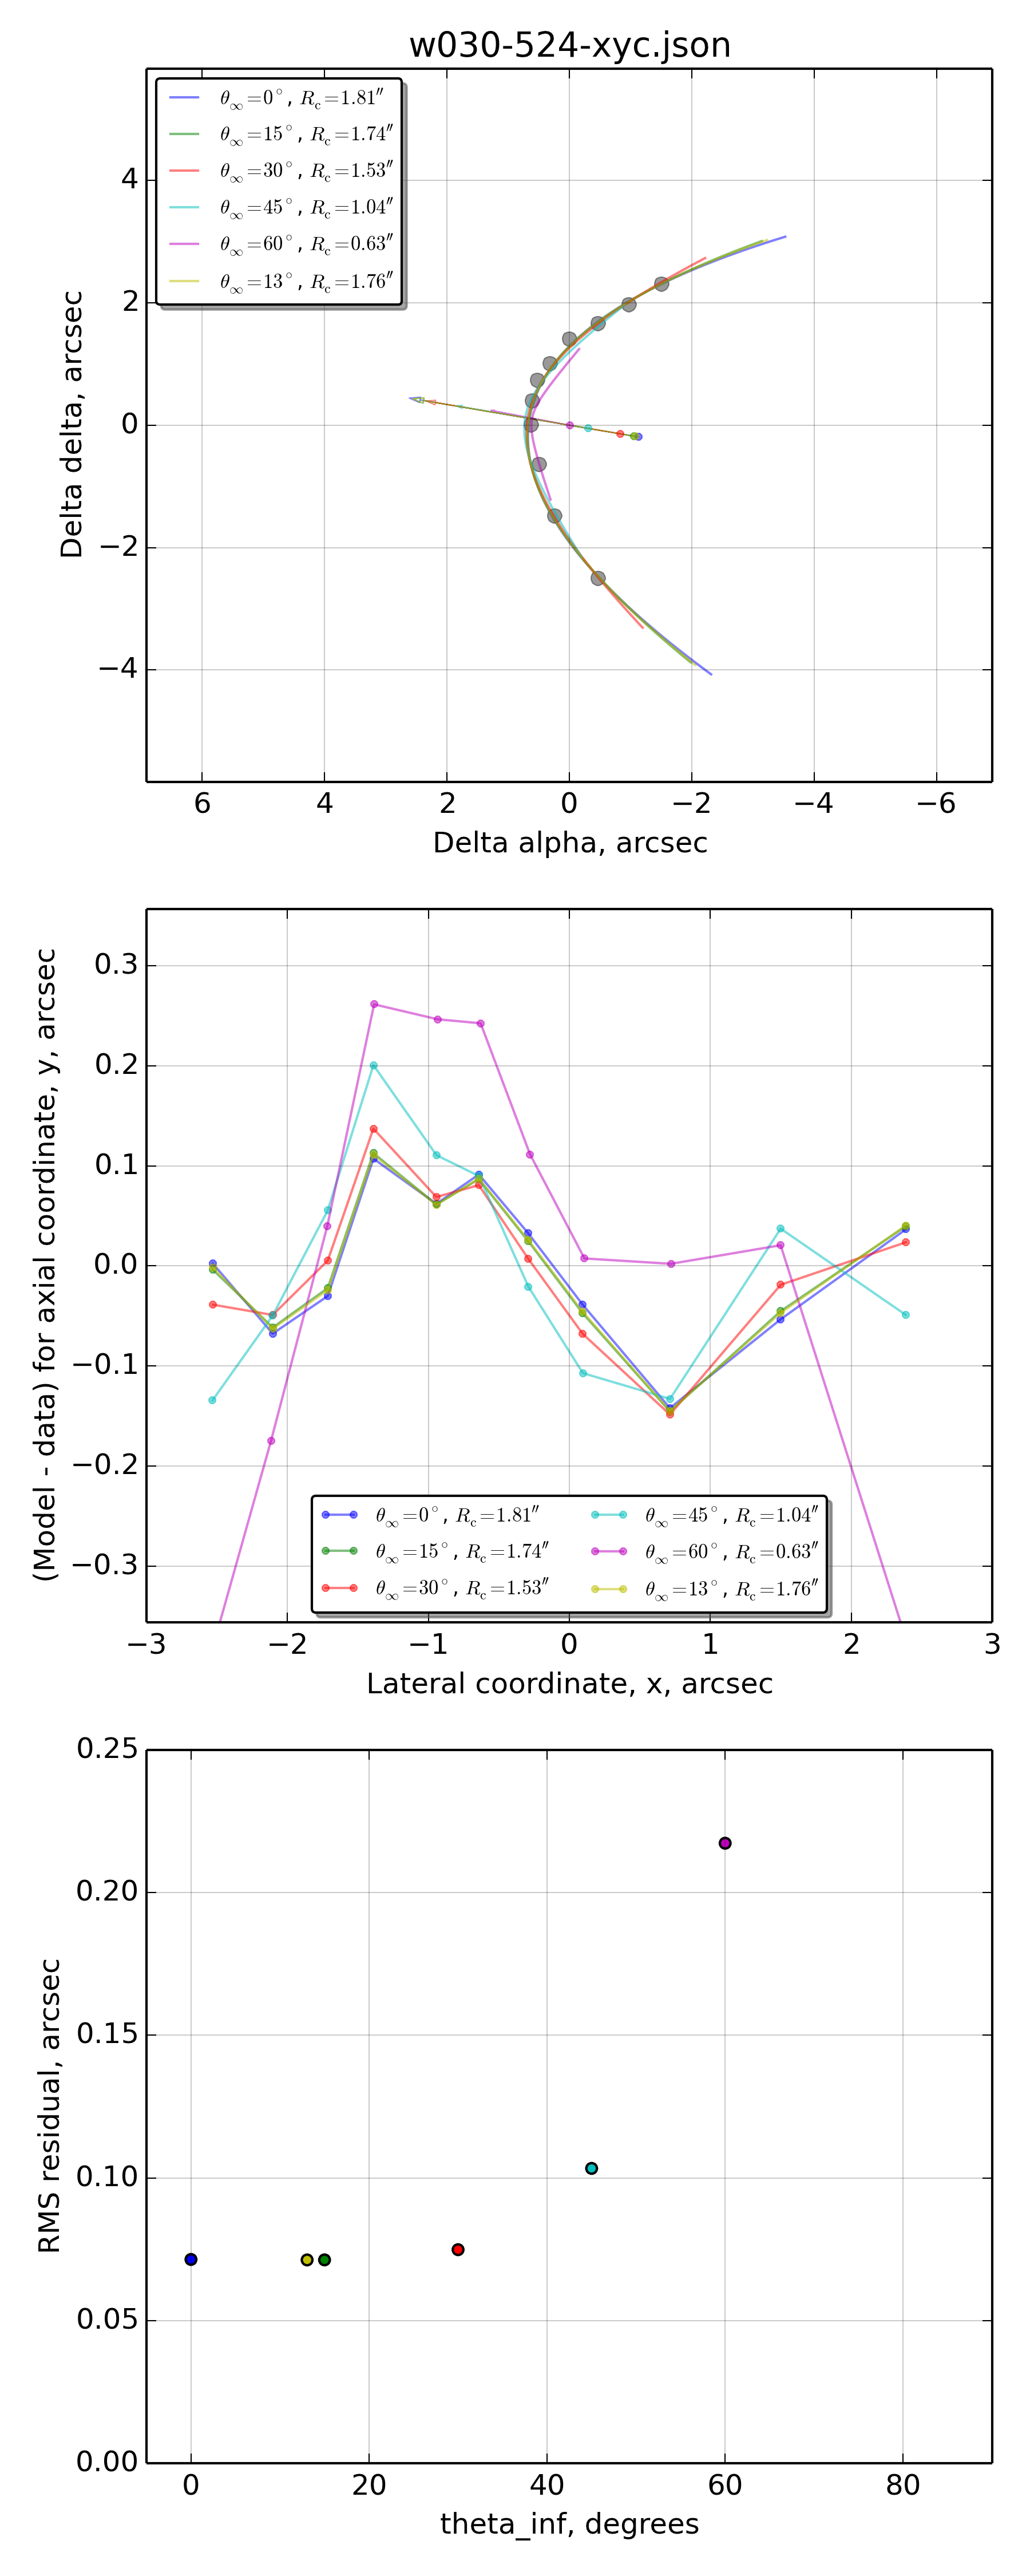 w030-524-xyc.json
θ∞=0°, Rc=1.81″
θ∞=15°, Rc=1.74″
θ∞=30°, Rc=1.53″
θ∞=45°, Rc=1.04″
θ∞=60°, Rc=0.63″
θ∞=13°, Rc=1.76″
4
2
0
−2
−4
Delta delta, arcsec
6 4 2 0 −2 −4 −6
Delta alpha, arcsec
0.3
0.2
0.1
0.0
−0.1
−0.2
−0.3
(Model - data) for axial coordinate, y, arcsec
θ∞=0°, Rc=1.81″ θ∞=45°, Rc=1.04″
θ∞=15°, Rc=1.74″ θ∞=60°, Rc=0.63″
θ∞=30°, Rc=1.53″ θ∞=13°, Rc=1.76″
−3 −2 −1 0 1 2 3
Lateral coordinate, x, arcsec
0.25
0.20
0.15
0.10
0.05
0.00
RMS residual, arcsec
0 20 40 60 80
theta_inf, degrees